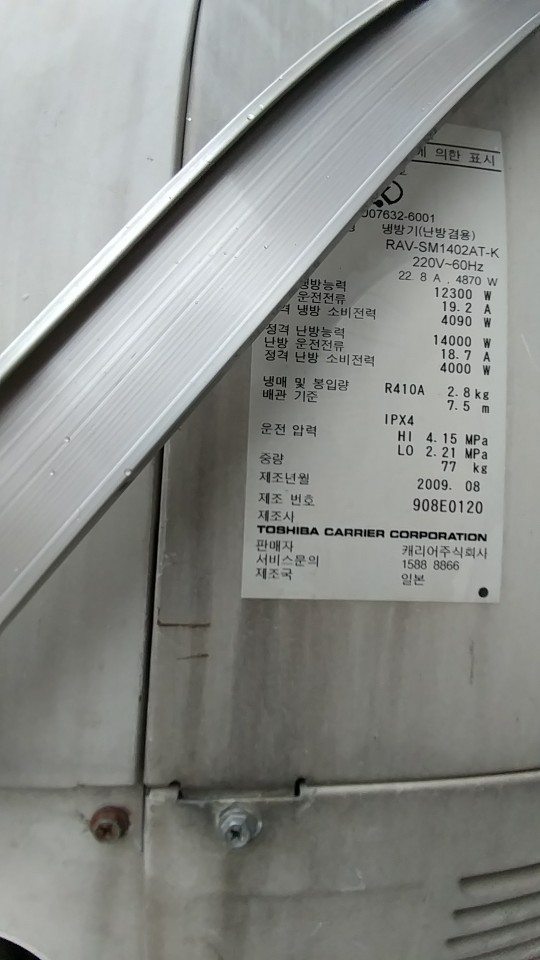 에 의한 표시
J07632-6001
냉방기(난방겸용)
RAV-SM1402AT-K
220V~60Hz
22. 8 A , 4870 W
냉방능력 12300 W
운전전류 19. 2 A
냉방 소비전력 4090 W
정격 난방능력 14000 W
난방 운전전류 18. 7 A
정격 난방 소비전력 4000 W
냉매 및 봉입량 R410A 2. 8 kg
배관 기준 7. 5 m
IPX4
운전 압력 HI 4. 15 MPa
LO 2. 21 MPa
중량 77 kg
제조년월 2009. 08
제조 번호 908E0120
제조사
TOSHIBA CARRIER CORPORATION
판매자 캐리어주식회사
서비스문의 1588 8866
제조국 일본